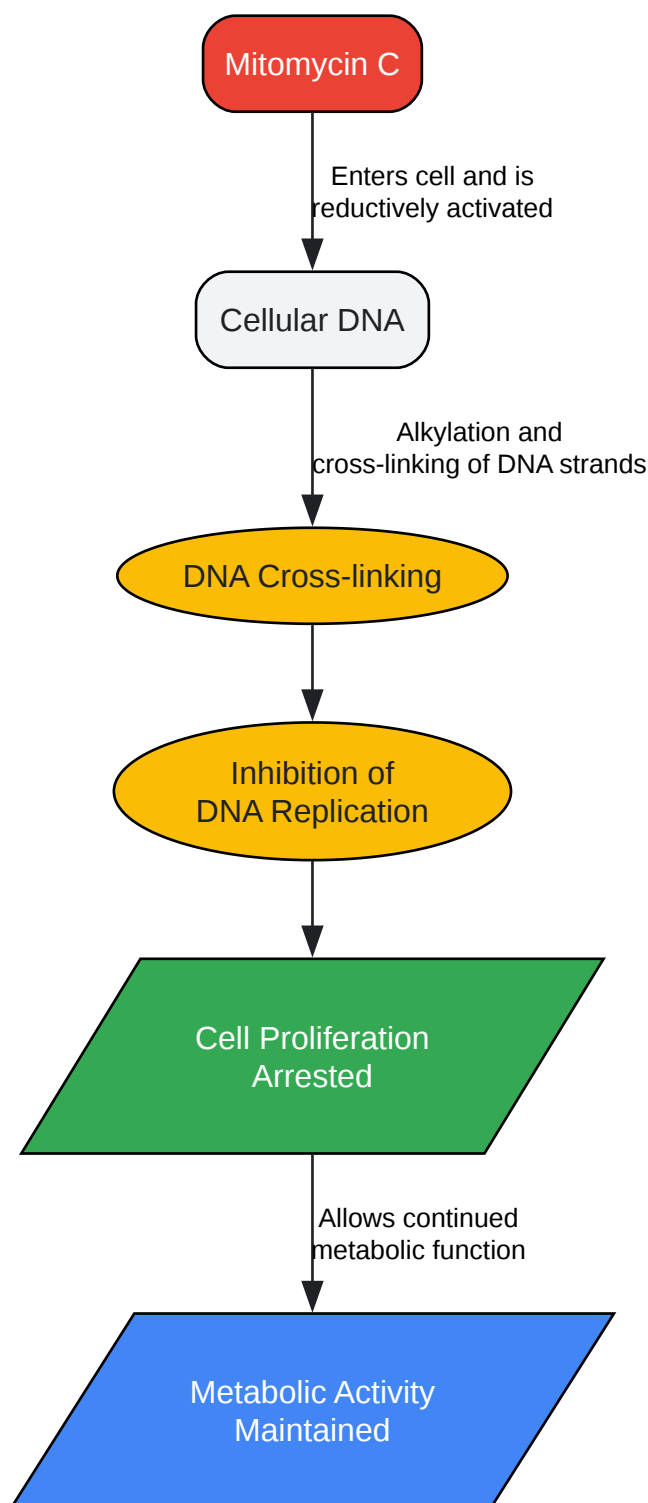 Mitomycin C
Enters cell and is
reductively activated
Cellular DNA
Alkylation and
cross-linking of DNA strands
DNA Cross-linking
Inhibition of
DNA Replication
Cell Proliferation
Arrested
Allows continued
metabolic function
Metabolic Activity
Maintained